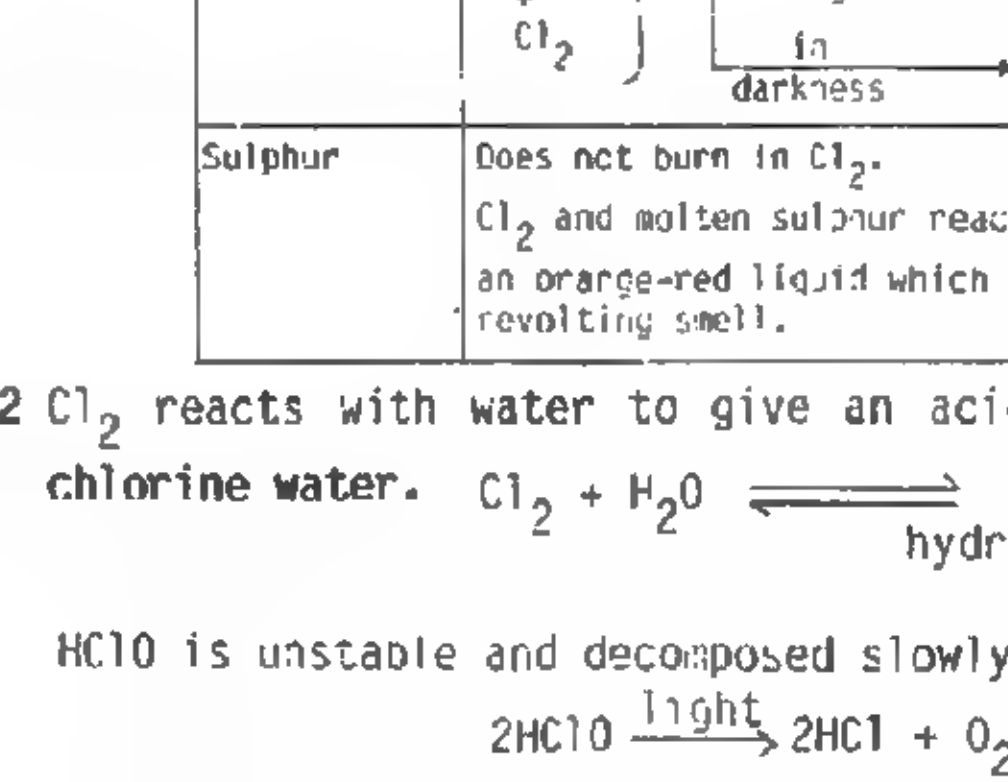 Cl₂
in
darkness
Sulphur
Does not burn in Cl₂.
Cl₂ and molten sulphur reac
an orange-red liquid which
revolting smell.
2 Cl₂ reacts with water to give an aci
chlorine water. Cl₂ + H₂O ⇌
hydr
HClO is unstable and decomposed slowly
2HClO light→ 2HCl + O₂